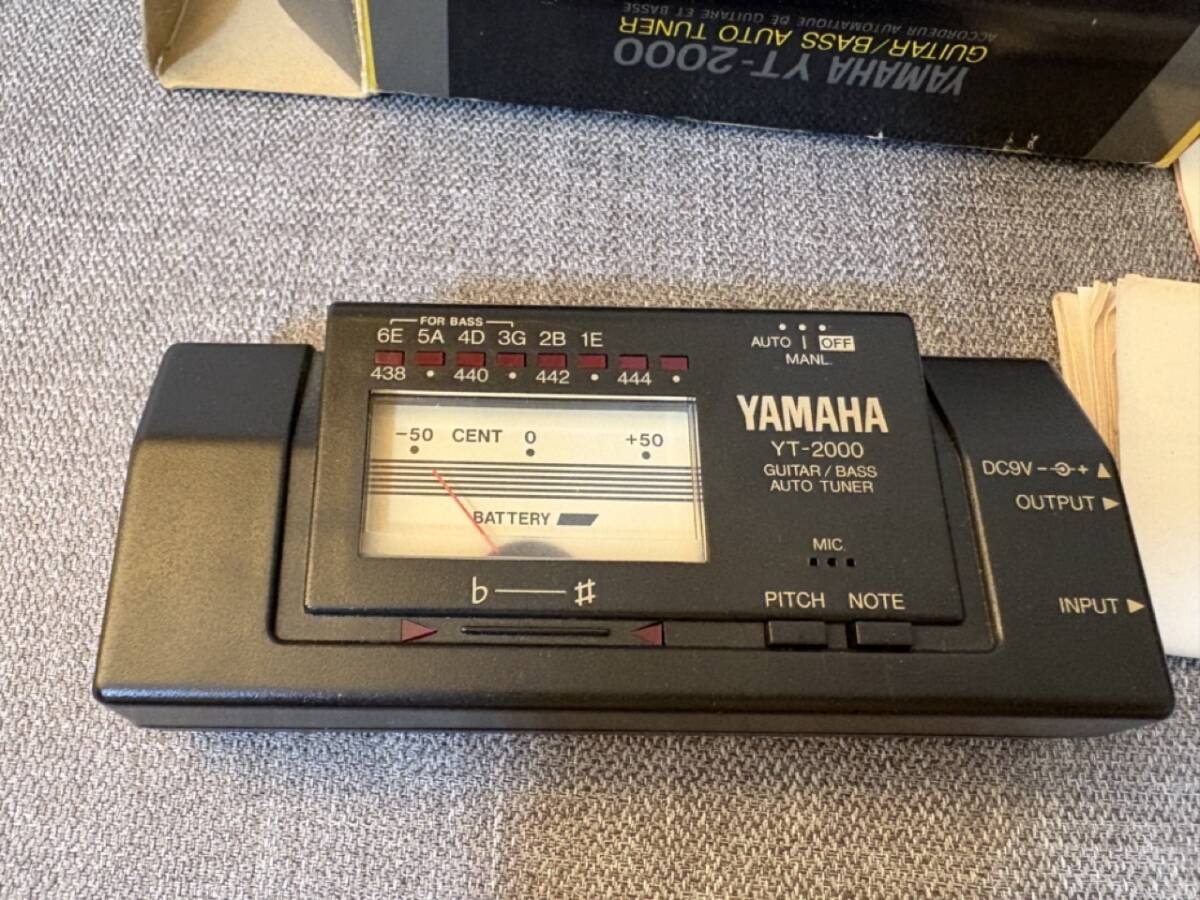 YAMAHA YT-2000
GUITAR/BASS AUTO TUNER
ACCORDEUR AUTOMATIQUE DE GUITARE ET BASSE
FOR BASS
6E 5A 4D 3G 2B 1E
438 • 440 • 442 • 444 •
AUTO | OFF
MANL.
-50 CENT 0 +50
BATTERY
YAMAHA
YT-2000
GUITAR / BASS
AUTO TUNER
MIC.
♭ ♯
PITCH NOTE
DC9V
OUTPUT ▶
INPUT ▶